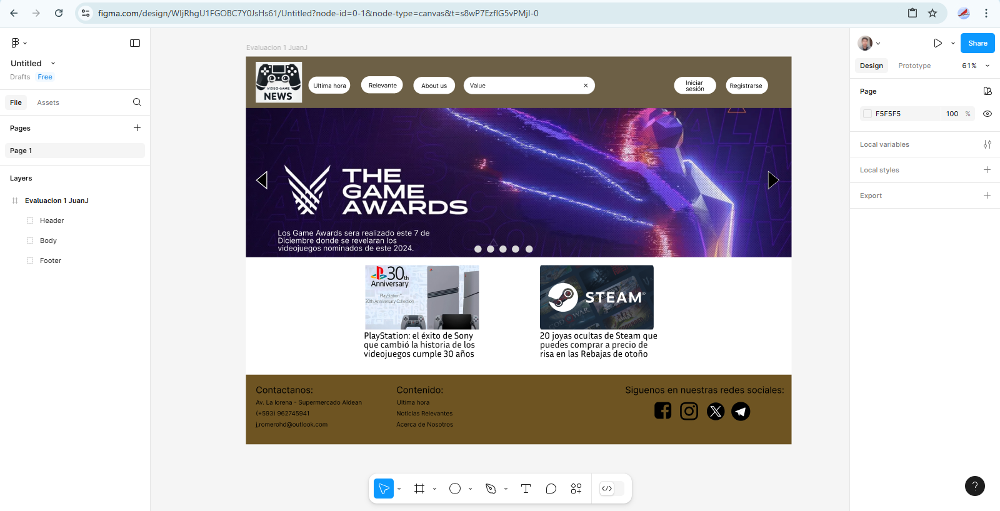 figma.com/design/WIjRhgU1FGOBC7Y0JsHs61/Untitled?node-id=0-1&node-type=canvas&t=s8wP7EzflG5vPMjI-0
Untitled
Drafts Free
File Assets
Pages
Page 1
Layers
Evaluacion 1 JuanJ
Header
Body
Footer
Evaluacion 1 JuanJ
VIDEO GAME
NEWS
Ultima hora
Relevante
About us
Value
Iniciar
sesión
Registrarse
THE
GAME
AWARDS
Los Game Awards sera realizado este 7 de
Diciembre donde se revelaran los
videojuegos nominados de este 2024.
30th
Anniversary
PlayStation™
30th Anniversary Collection
STEAM®
GOD OF WAR
PlayStation: el éxito de Sony
que cambió la historia de los
videojuegos cumple 30 años
20 joyas ocultas de Steam que
puedes comprar a precio de
risa en las Rebajas de otoño
Contactanos:
Av. La lorena - Supermercado Aldean
(+593) 962745941
j,romerohd@outlook.com
Contenido:
Ultima hora
Noticias Relevantes
Acerca de Nosotros
Siguenos en nuestras redes sociales:
Share
Design Prototype 61%
Page
F5F5F5 100 %
Local variables
Local styles
Export
?